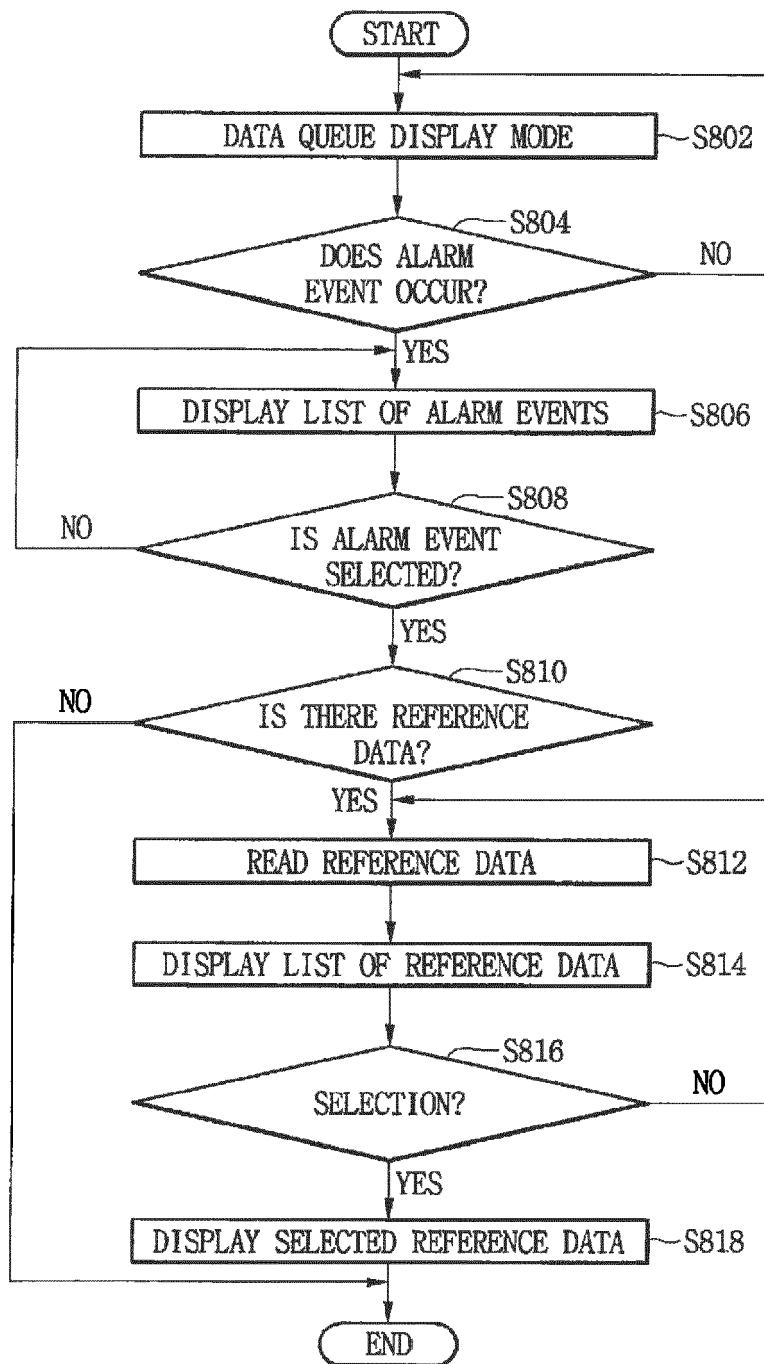 START
DATA QUEUE DISPLAY MODE
S802
S804
DOES ALARM
EVENT OCCUR?
NO
YES
DISPLAY LIST OF ALARM EVENTS
S806
S808
NO
IS ALARM EVENT
SELECTED?
YES
S810
NO
IS THERE REFERENCE
DATA?
YES
READ REFERENCE DATA
S812
DISPLAY LIST OF REFERENCE DATA
S814
S816
SELECTION?
NO
YES
DISPLAY SELECTED REFERENCE DATA
S818
END